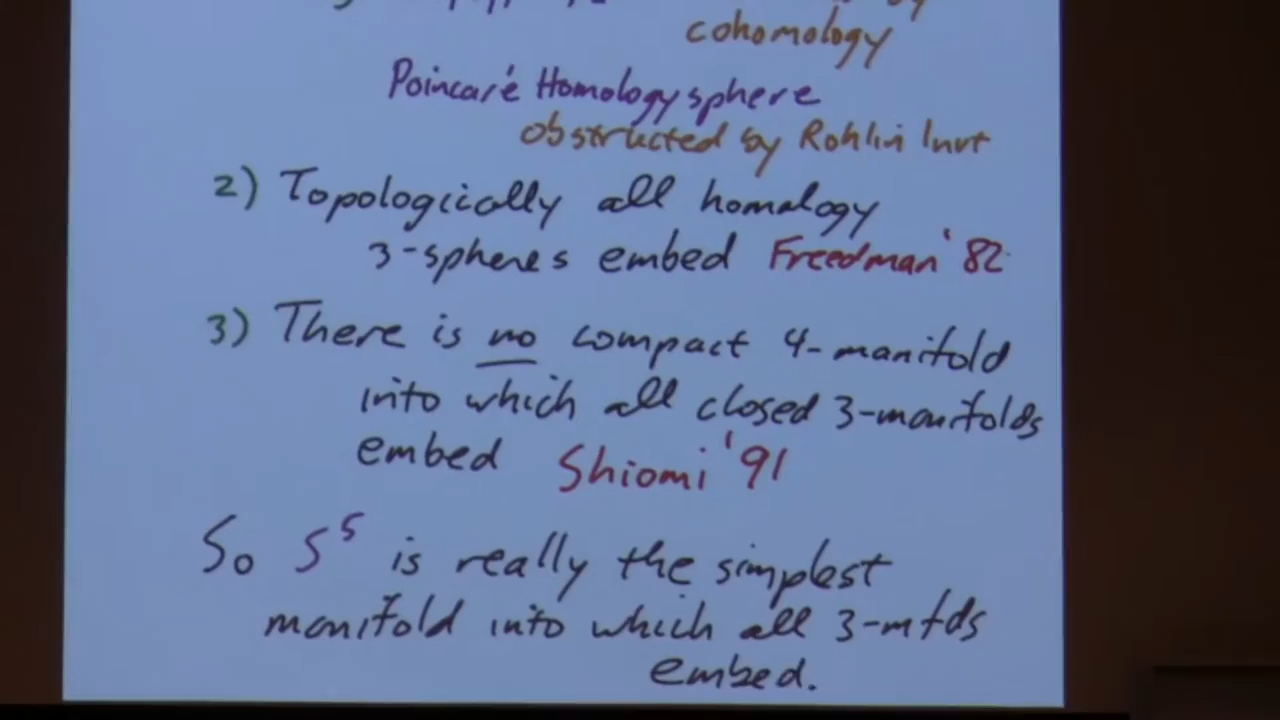 cohomology
Poincaré Homology sphere
obstructed by Rohlin Invt
2) Topologically all homology
3-spheres embed Freedman '82
3) There is no compact 4-manifold
into which all closed 3-manifolds
embed Shiomi '91
So S⁵ is really the simplest
manifold into which all 3-mfds
embed.